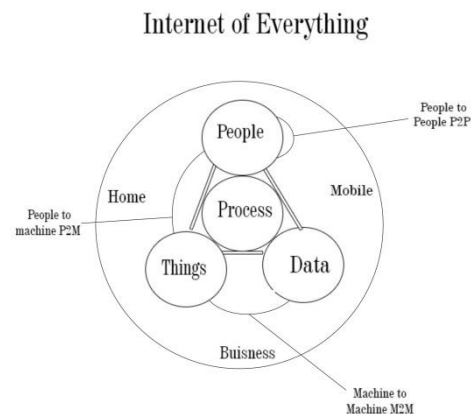 Internet of Everything
People to
People P2P
People
Home
Mobile
Process
People to
machine P2M
Things
Data
Buisness
Machine to
Machine M2M